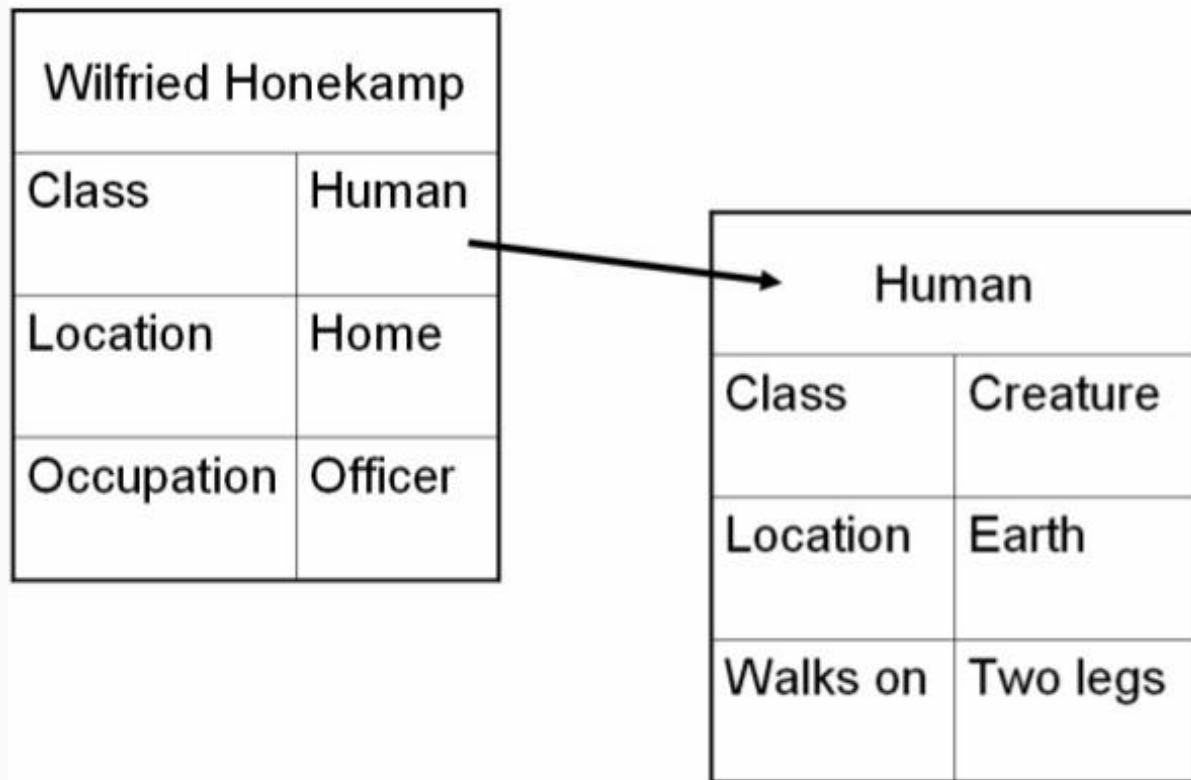 Wilfried Honekamp
Class Human
Location Home
Occupation Officer
Human
Class Creature
Location Earth
Walks on Two legs